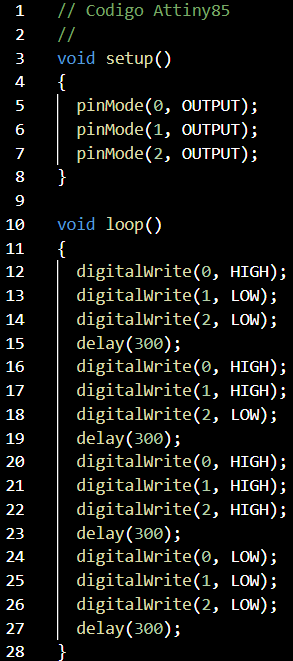 1 // Codigo Attiny85
2 //
3 void setup()
4 {
5 pinMode(0, OUTPUT);
6 pinMode(1, OUTPUT);
7 pinMode(2, OUTPUT);
8 }
9
10 void loop()
11 {
12 digitalWrite(0, HIGH);
13 digitalWrite(1, LOW);
14 digitalWrite(2, LOW);
15 delay(300);
16 digitalWrite(0, HIGH);
17 digitalWrite(1, HIGH);
18 digitalWrite(2, LOW);
19 delay(300);
20 digitalWrite(0, HIGH);
21 digitalWrite(1, HIGH);
22 digitalWrite(2, HIGH);
23 delay(300);
24 digitalWrite(0, LOW);
25 digitalWrite(1, LOW);
26 digitalWrite(2, LOW);
27 delay(300);
28 }